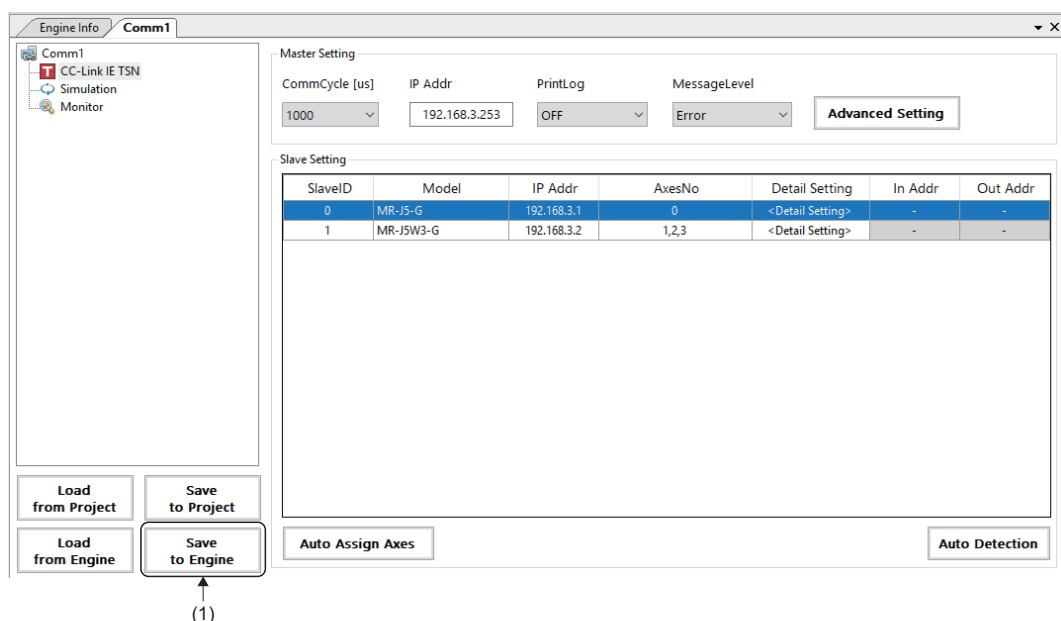 Engine Info Comm1
Comm1
CC-Link IE TSN
Simulation
Monitor
Master Setting
CommCycle [us] IP Addr PrintLog MessageLevel
1000 192.168.3.253 OFF Error Advanced Setting
Slave Setting
SlaveID Model IP Addr AxesNo Detail Setting In Addr Out Addr
0 MR-J5-G 192.168.3.1 0 <Detail Setting> - -
1 MR-J5W3-G 192.168.3.2 1,2,3 <Detail Setting> - -
Load
from Project
Save
to Project
Load
from Engine
Save
to Engine
Auto Assign Axes
Auto Detection
(1)